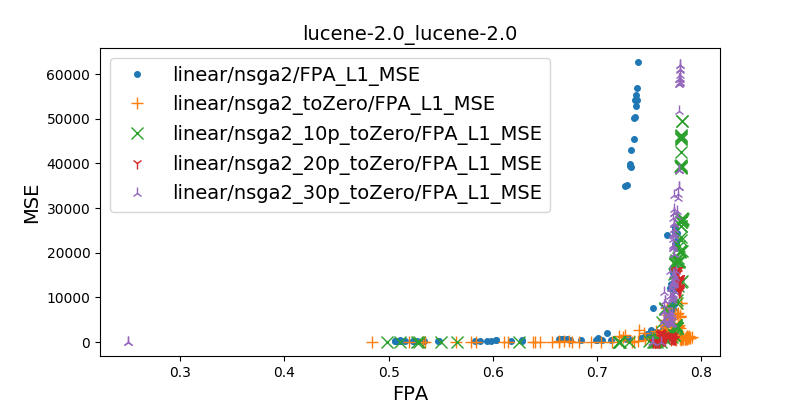 lucene-2.0_lucene-2.0
60000
50000
40000
30000
20000
10000
0
MSE
linear/nsga2/FPA_L1_MSE
linear/nsga2_toZero/FPA_L1_MSE
linear/nsga2_10p_toZero/FPA_L1_MSE
linear/nsga2_20p_toZero/FPA_L1_MSE
linear/nsga2_30p_toZero/FPA_L1_MSE
0.3 0.4 0.5 0.6 0.7 0.8
FPA